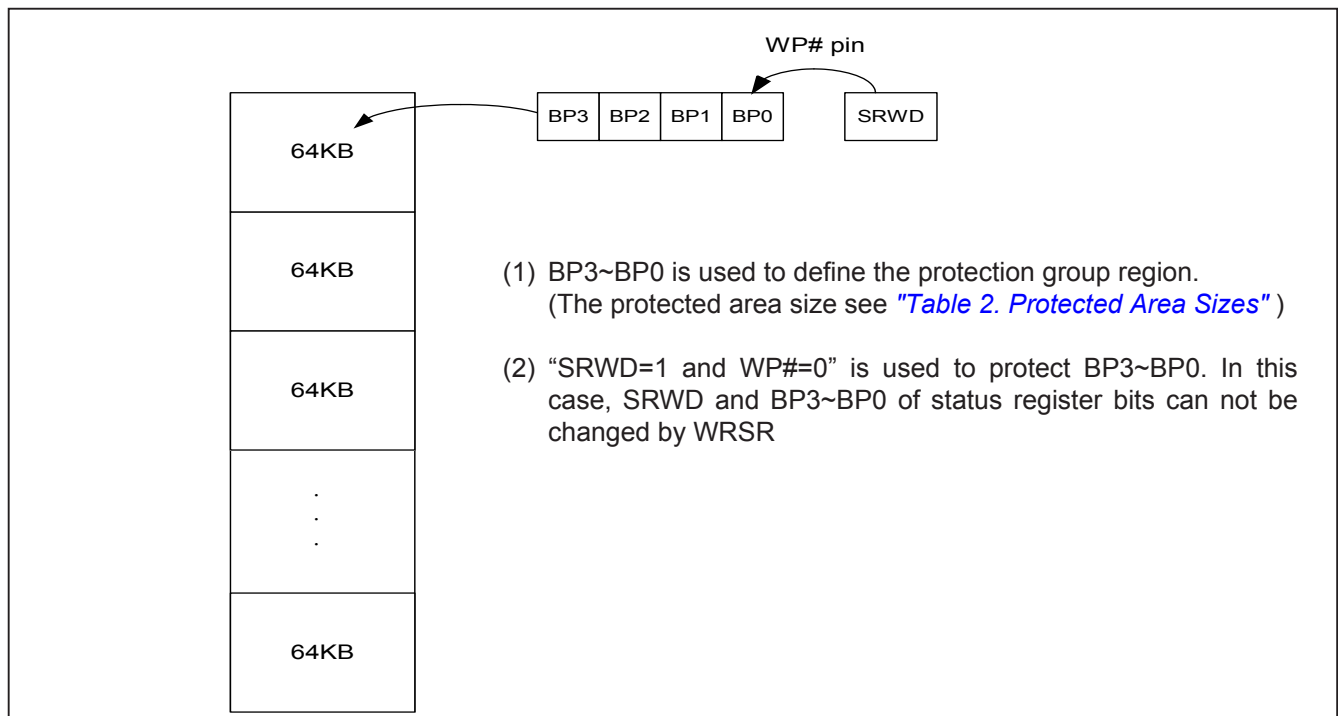 WP# pin
BP3 BP2 BP1 BP0 SRWD
64KB
64KB
64KB
.
.
.
64KB
(1) BP3~BP0 is used to define the protection group region.
(The protected area size see "Table 2. Protected Area Sizes" )
(2) “SRWD=1 and WP#=0” is used to protect BP3~BP0. In this
case, SRWD and BP3~BP0 of status register bits can not be
changed by WRSR